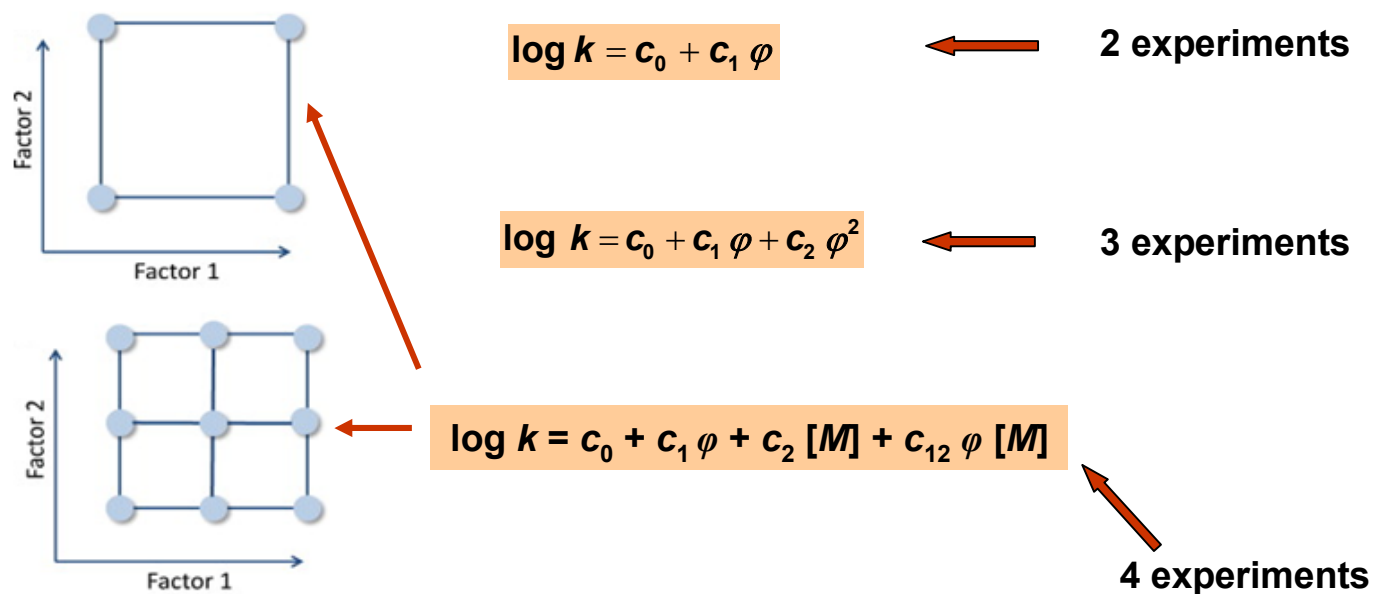 log k = c₀ + c₁ φ
2 experiments
Factor 2
Factor 1
log k = c₀ + c₁ φ + c₂ φ²
3 experiments
Factor 2
Factor 1
log k = c₀ + c₁ φ + c₂ [M] + c₁₂ φ [M]
4 experiments